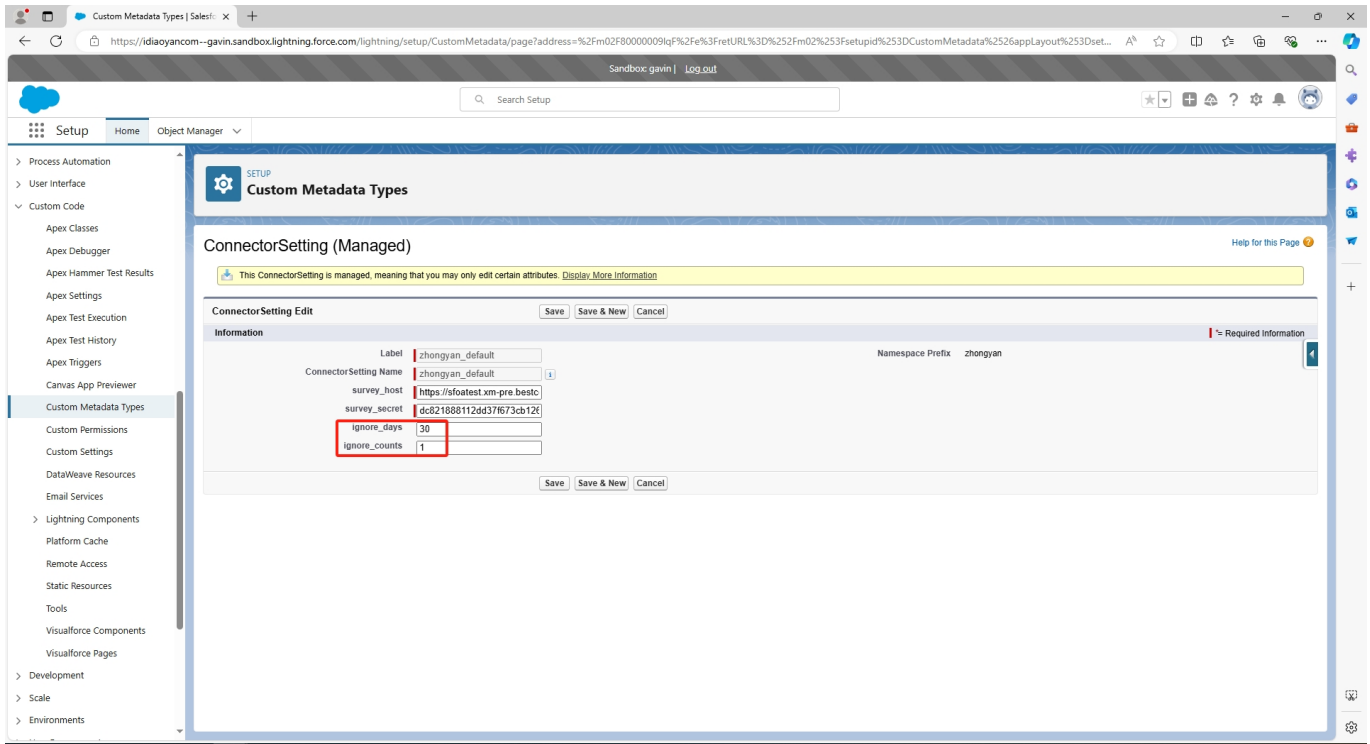 Custom Metadata Types | Salesfo
https://idiaoyancom--gavin.sandbox.lightning.force.com/lightning/setup/CustomMetadata/page?address=%2Fm02F80000009IqF%2Fe%3FretURL%3D%252Fm02%253Fsetupid%253DCustomMetadata%2526appLayout%253Dset...
Sandbox: gavin | Log out
Search Setup
Setup Home Object Manager
Process Automation
User Interface
Custom Code
Apex Classes
Apex Debugger
Apex Hammer Test Results
Apex Settings
Apex Test Execution
Apex Test History
Apex Triggers
Canvas App Previewer
Custom Metadata Types
Custom Permissions
Custom Settings
DataWeave Resources
Email Services
Lightning Components
Platform Cache
Remote Access
Static Resources
Tools
Visualforce Components
Visualforce Pages
Development
Scale
Environments
SETUP
Custom Metadata Types
ConnectorSetting (Managed)
Help for this Page
This ConnectorSetting is managed, meaning that you may only edit certain attributes. Display More Information
ConnectorSetting Edit Save Save & New Cancel
Information *= Required Information
Label zhongyan_default Namespace Prefix zhongyan
ConnectorSetting Name zhongyan_default
survey_host https://sfoatest.xm-pre.bestc
survey_secret dc821888112dd37f673cb126
ignore_days 30
ignore_counts 1
Save Save & New Cancel